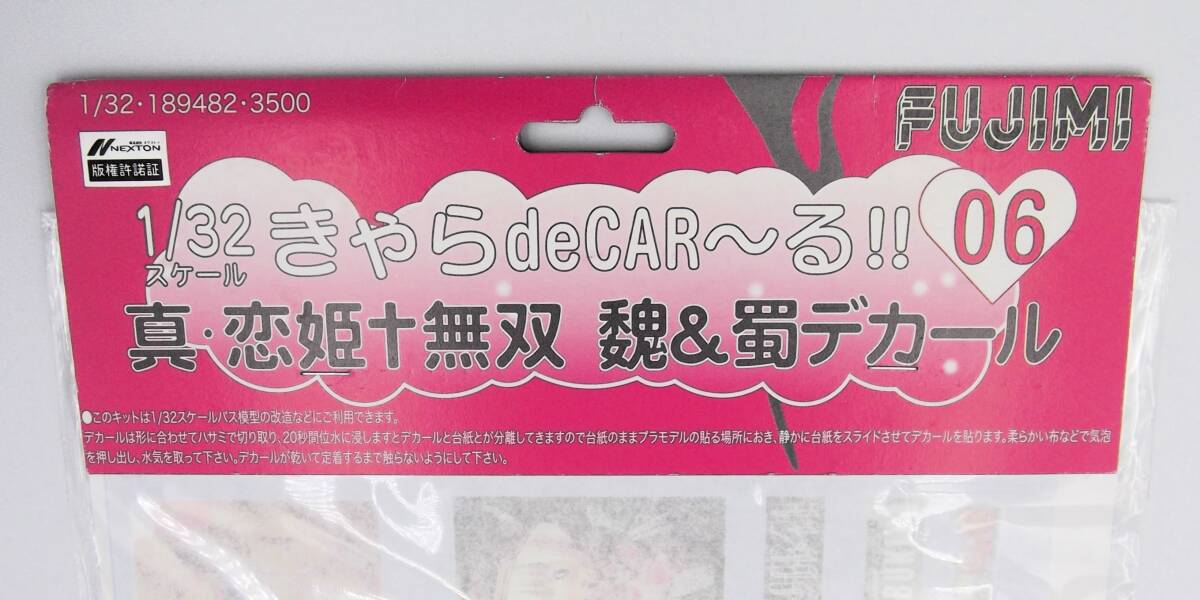 1/32・189482・3500
FUJIMI
NEXTON
版権許諾証
1/32 スケール きゃらdeCAR〜る!! 06
真・恋姫†無双 魏&蜀デカール
●このキットは1/32スケールバス模型の改造などにご利用できます。
デカールは形に合わせてハサミで切り取り、20秒間位水に浸しますとデカールと台紙とが分離してきますので台紙のままプラモデルの貼る場所におき、静かに台紙をスライドさせてデカールを貼ります。柔らかい布などで気泡
を押し出し、水気を取って下さい。デカールが乾いて定着するまで触らないようにして下さい。